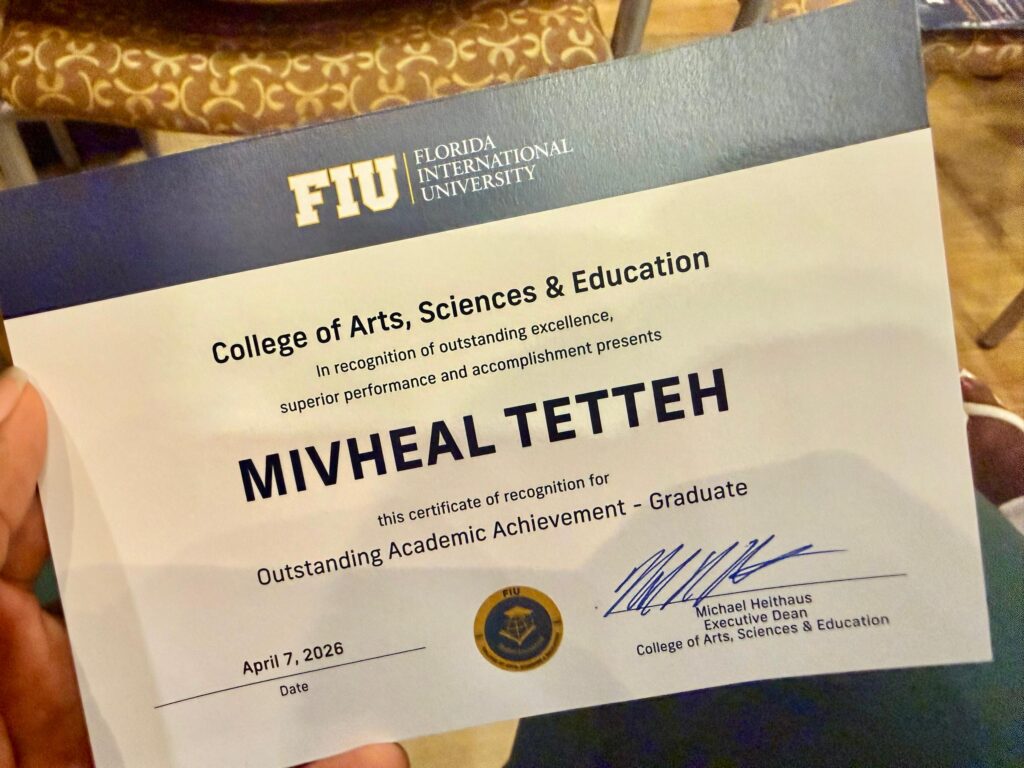 FIU
FLORIDA
INTERNATIONAL
UNIVERSITY
College of Arts, Sciences & Education
In recognition of outstanding excellence,
superior performance and accomplishment presents
MIVHEAL TETTEH
this certificate of recognition for
Outstanding Academic Achievement - Graduate
April 7, 2026
Date
FIU
Michael Heithaus
Executive Dean
College of Arts, Sciences & Education